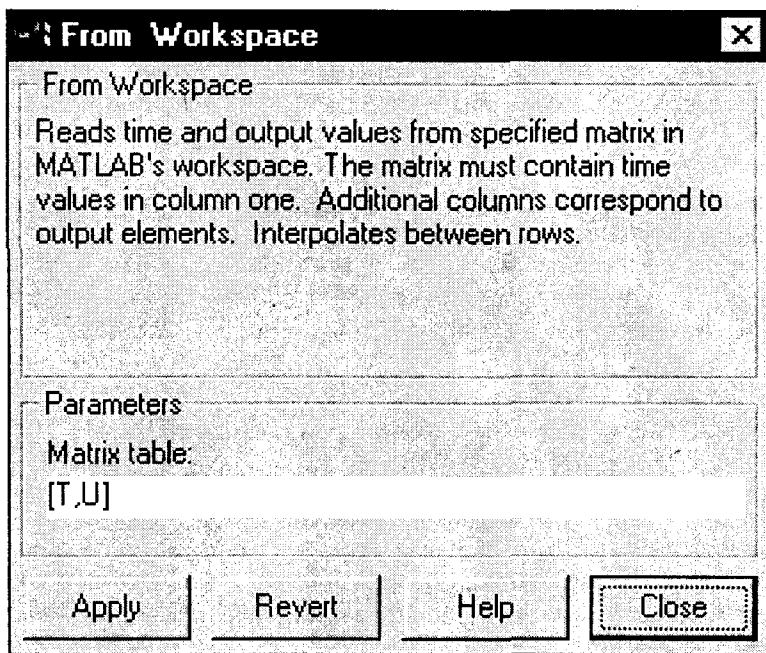 From Workspace
From Workspace
Reads time and output values from specified matrix in
MATLAB's workspace. The matrix must contain time
values in column one. Additional columns correspond to
output elements. Interpolates between rows.
Parameters
Matrix table:
[T,U]
Apply Revert Help Close